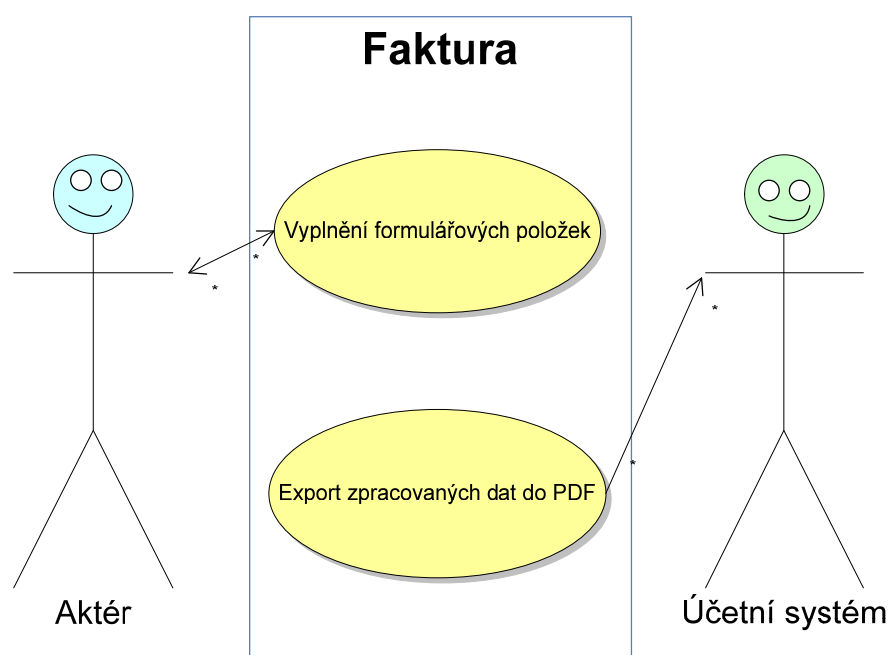 Faktura
Vyplnění formulářových položek
*
*
*
Export zpracovaných dat do PDF
*
Aktér
Účetní systém